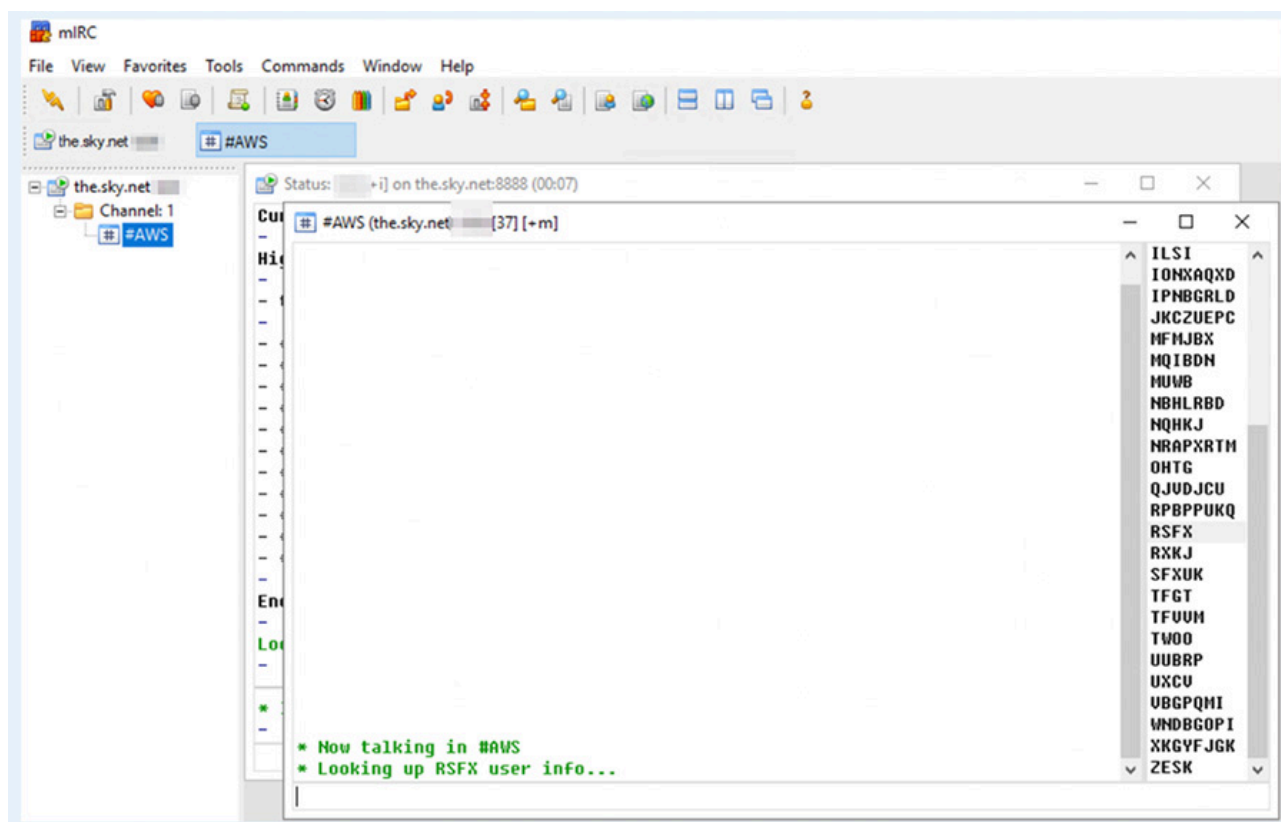 mIRC
File View Favorites Tools Commands Window Help
the.sky.net #AWS
the.sky.net
Channel: 1
#AWS
Status: +i] on the.sky.net:8888 (00:07)
#AWS (the.sky.net [37] [+m]
ILSI
IONXAQXD
IPNBGRLD
JKCZUEPC
MFMJBX
MQIBDN
MUWB
NBHLRBD
NQHKJ
NRAPXRTM
OHTG
QJVDJCU
RPBPPUKQ
RSFX
RXKJ
SFXUK
TFGT
TFVVM
TWOO
UUBRP
UXCV
VBGPQMI
WNDBGOPI
XKGYFJGK
ZESK
* Now talking in #AWS
* Looking up RSFX user info...